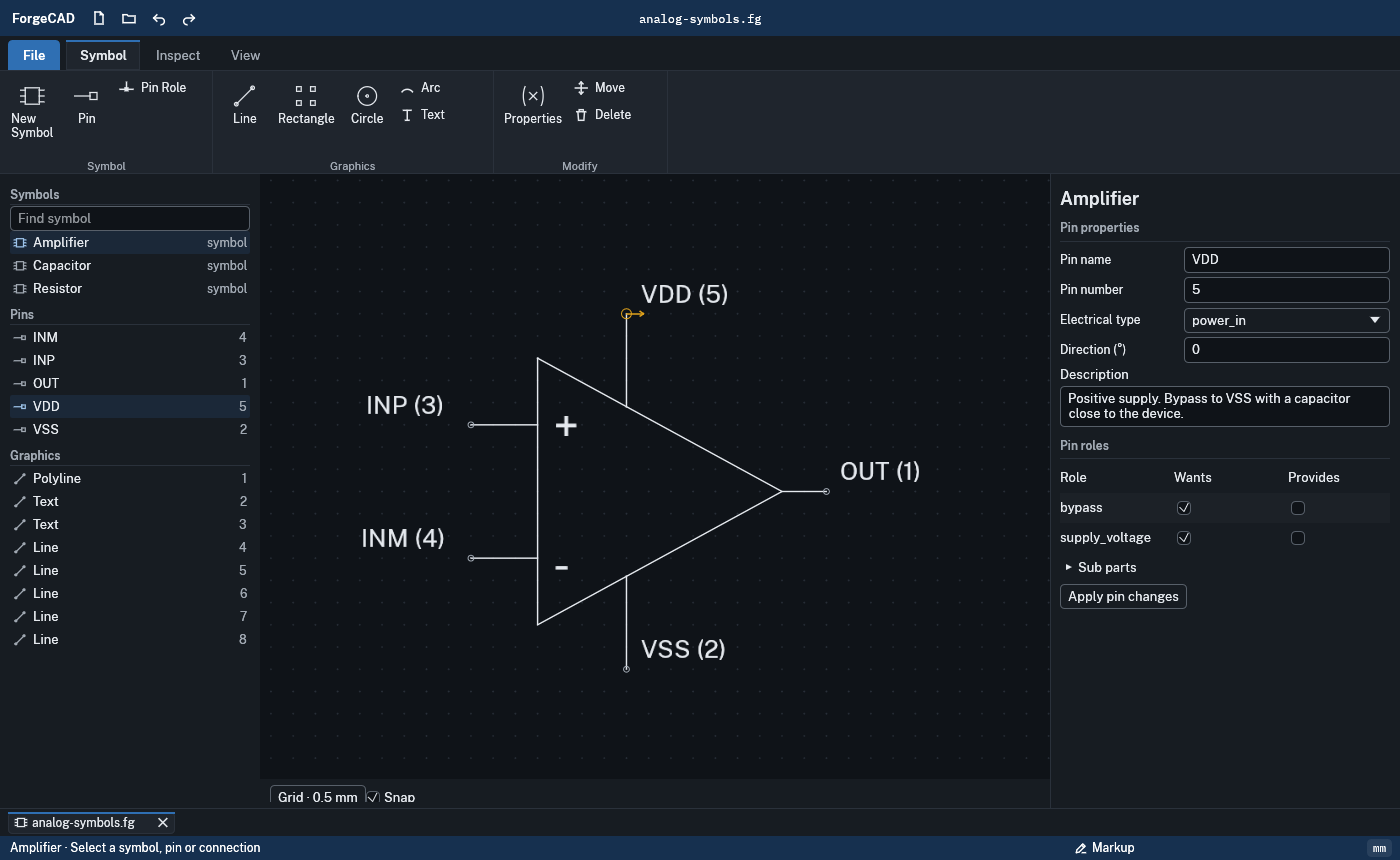 ForgeCAD
analog-symbols.fg
File
Symbol
Inspect
View
New Symbol
Pin
Pin Role
Symbol
Line
Rectangle
Circle
Arc
Text
Graphics
Properties
Move
Delete
Modify
Symbols
Find symbol
Amplifier symbol
Capacitor symbol
Resistor symbol
Pins
INM 4
INP 3
OUT 1
VDD 5
VSS 2
Graphics
Polyline 1
Text 2
Text 3
Line 4
Line 5
Line 6
Line 7
Line 8
VDD (5)
INP (3)
+
OUT (1)
INM (4)
-
VSS (2)
Grid · 0.5 mm
Snap
Amplifier
Pin properties
Pin name VDD
Pin number 5
Electrical type power_in
Direction (°) 0
Description
Positive supply. Bypass to VSS with a capacitor
close to the device.
Pin roles
Role Wants Provides
bypass
supply_voltage
Sub parts
Apply pin changes
analog-symbols.fg
Amplifier · Select a symbol, pin or connection
Markup
mm